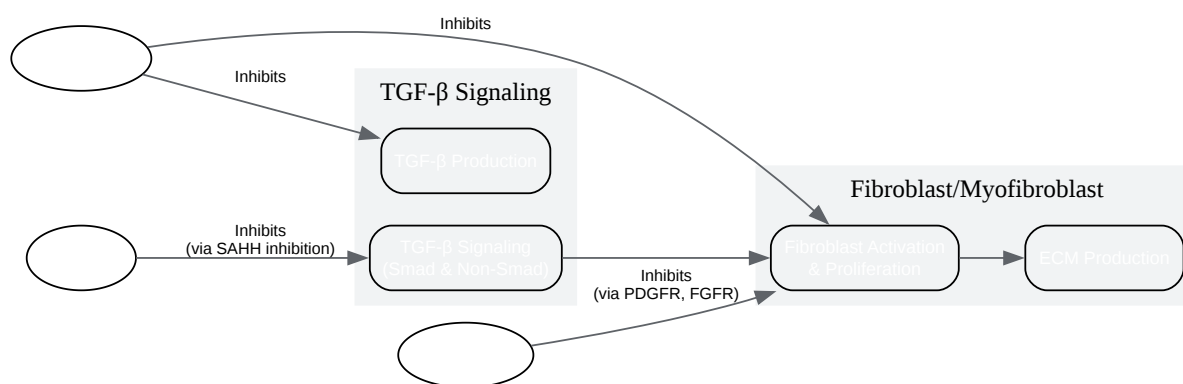 Inhibits
Inhibits
TGF-β Signaling
TGF-β Production
Fibroblast/Myofibroblast
Inhibits
(via SAHH inhibition)
TGF-β Signaling
(Smad & Non-Smad)
Fibroblast Activation
& Proliferation
ECM Production
Inhibits
(via PDGFR, FGFR)